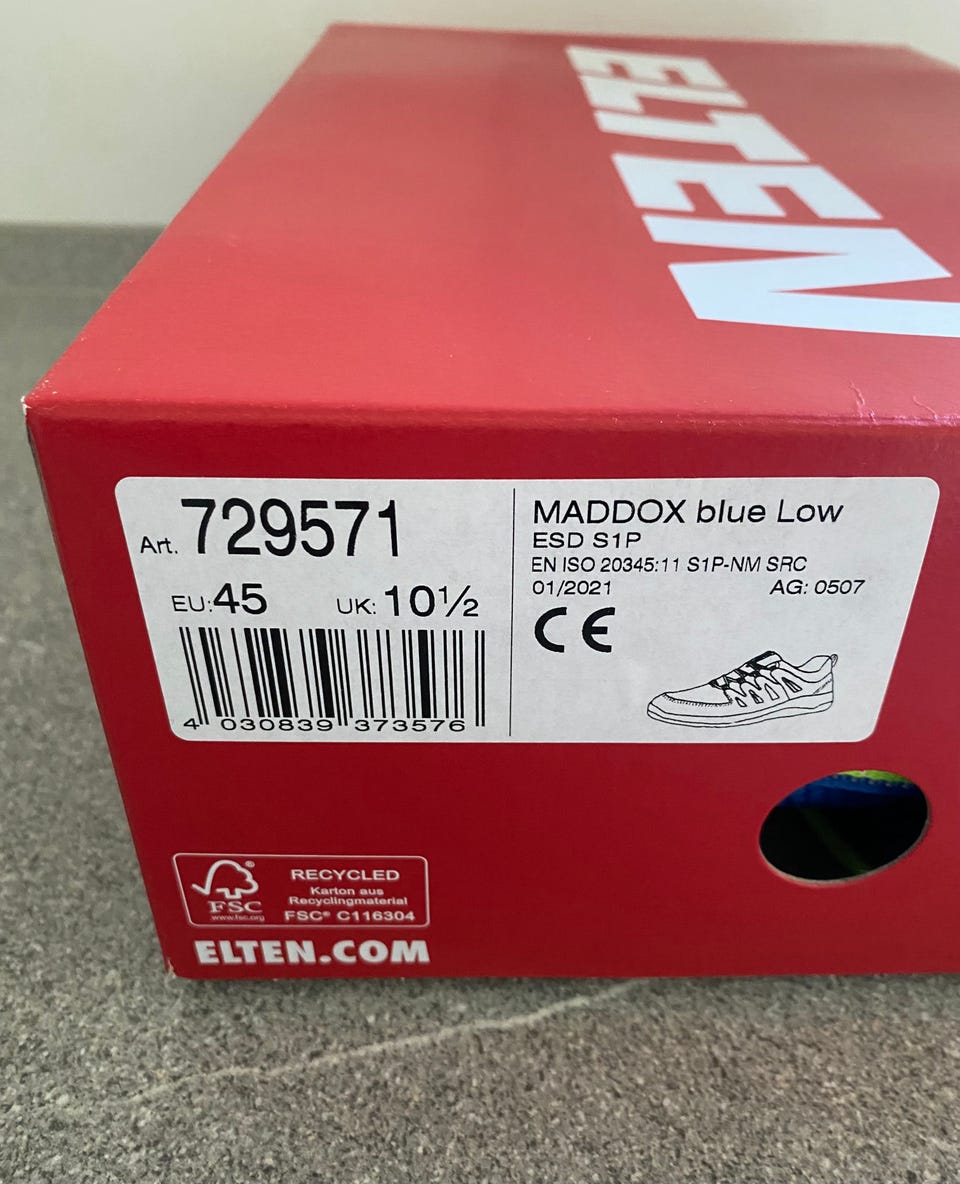 ELTEN
Art. 729571
EU:45 UK: 10½
4 030839 373576
MADDOX blue Low
ESD S1P
EN ISO 20345:11 S1P-NM SRC
01/2021 AG: 0507
CE
FSC®
www.fsc.org
RECYCLED
Karton aus
Recyclingmaterial
FSC® C116304
ELTEN.COM